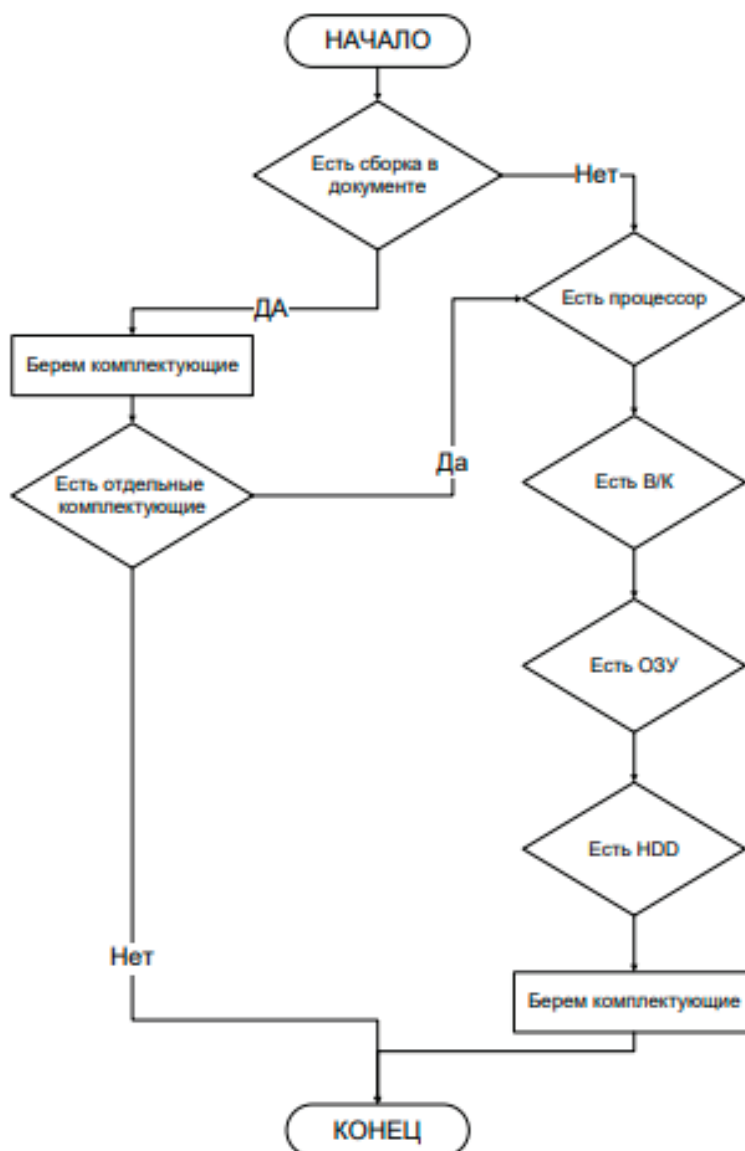 НАЧАЛО
Есть сборка в
документе
Нет
Есть процессор
ДА
Берем комплектующие
Есть отдельные
комплектующие
Да
Есть В/К
Есть ОЗУ
Есть HDD
Нет
Берем комплектующие
КОНЕЦ